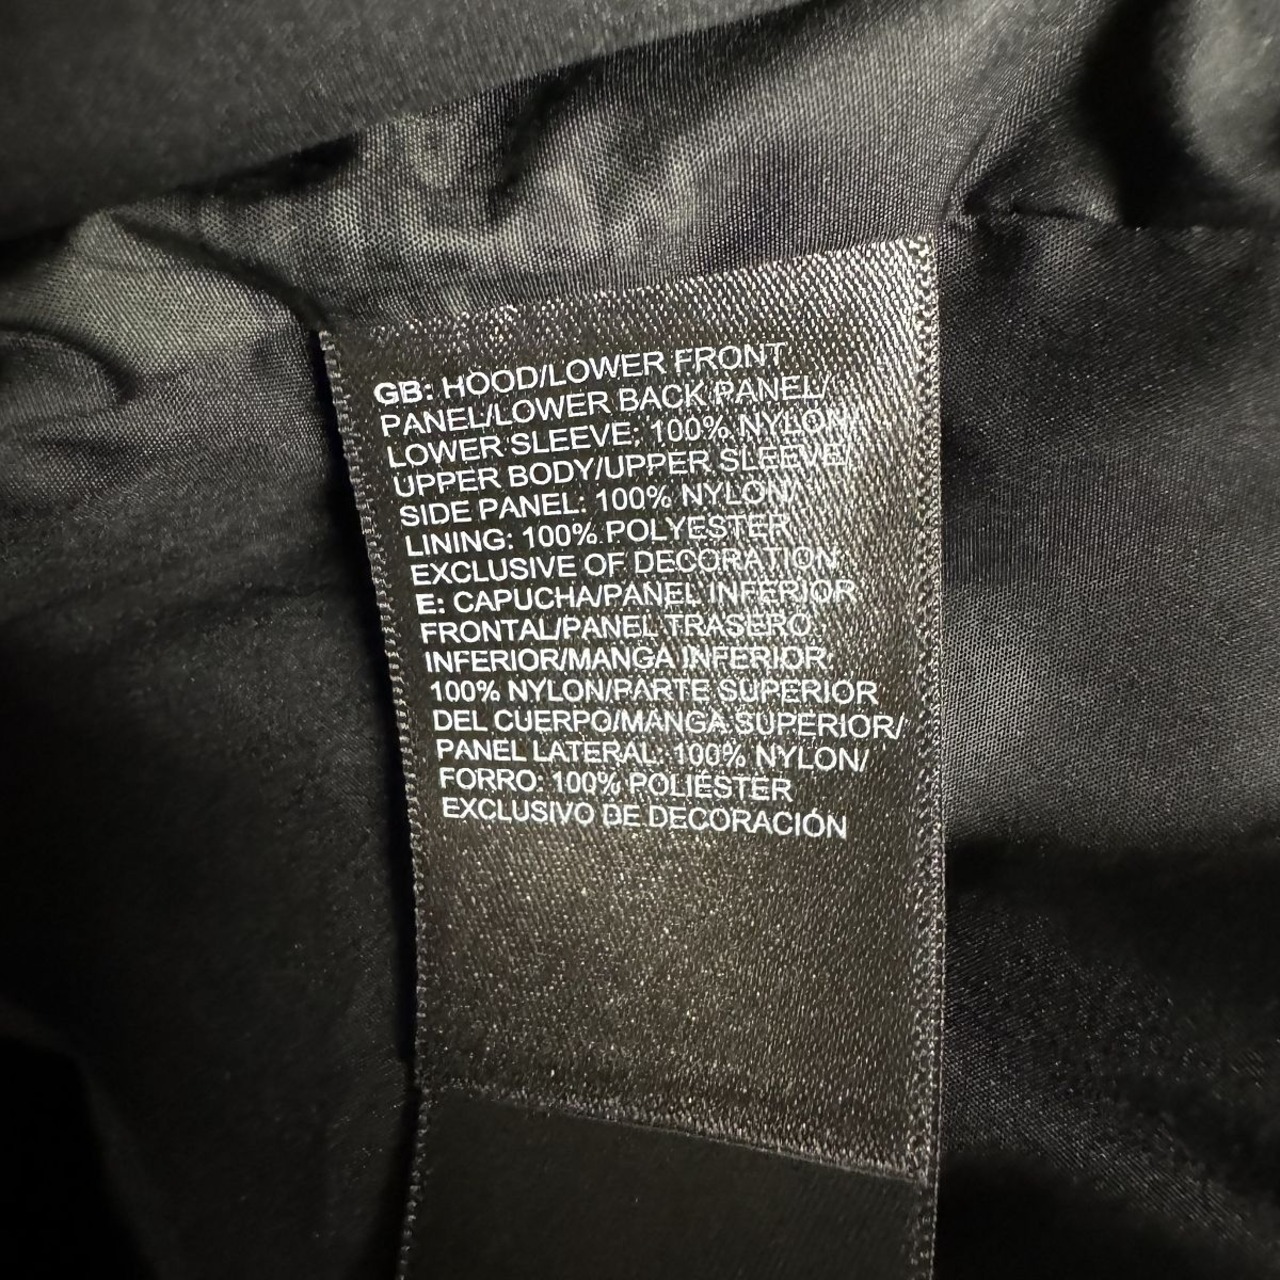 GB: HOOD/LOWER FRONT
PANEL/LOWER BACK PANEL/
LOWER SLEEVE: 100% NYLON/
UPPER BODY/UPPER SLEEVE/
SIDE PANEL: 100% NYLON/
LINING: 100% POLYESTER
EXCLUSIVE OF DECORATION
E: CAPUCHA/PANEL INFERIOR
FRONTAL/PANEL TRASERO
INFERIOR/MANGA INFERIOR:
100% NYLON/PARTE SUPERIOR
DEL CUERPO/MANGA SUPERIOR/
PANEL LATERAL: 100% NYLON/
FORRO: 100% POLIÉSTER
EXCLUSIVO DE DECORACIÓN